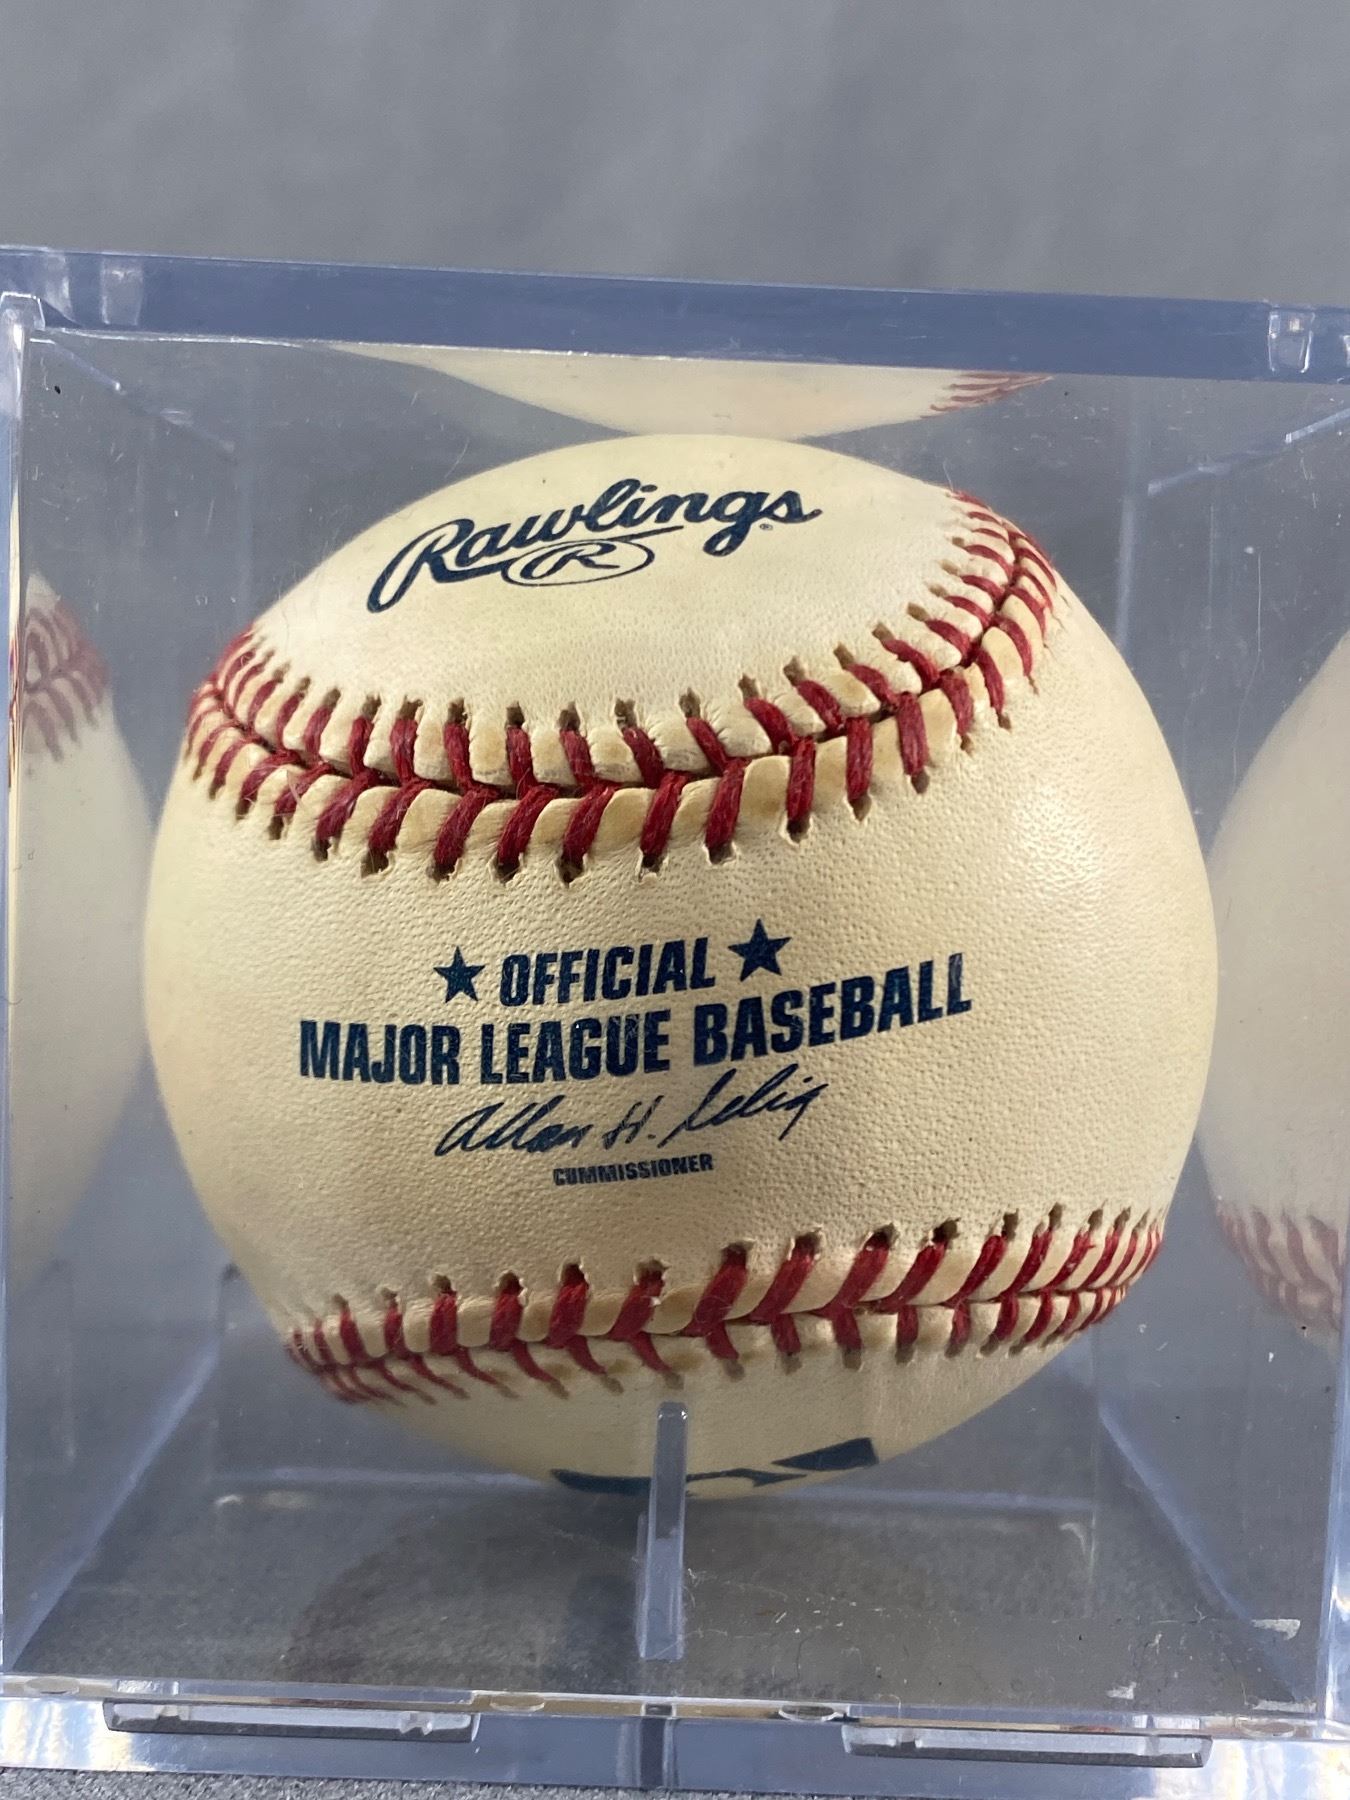 Rawlings®
R
★ OFFICIAL ★
MAJOR LEAGUE BASEBALL
Allan H. Selig
COMMISSIONER